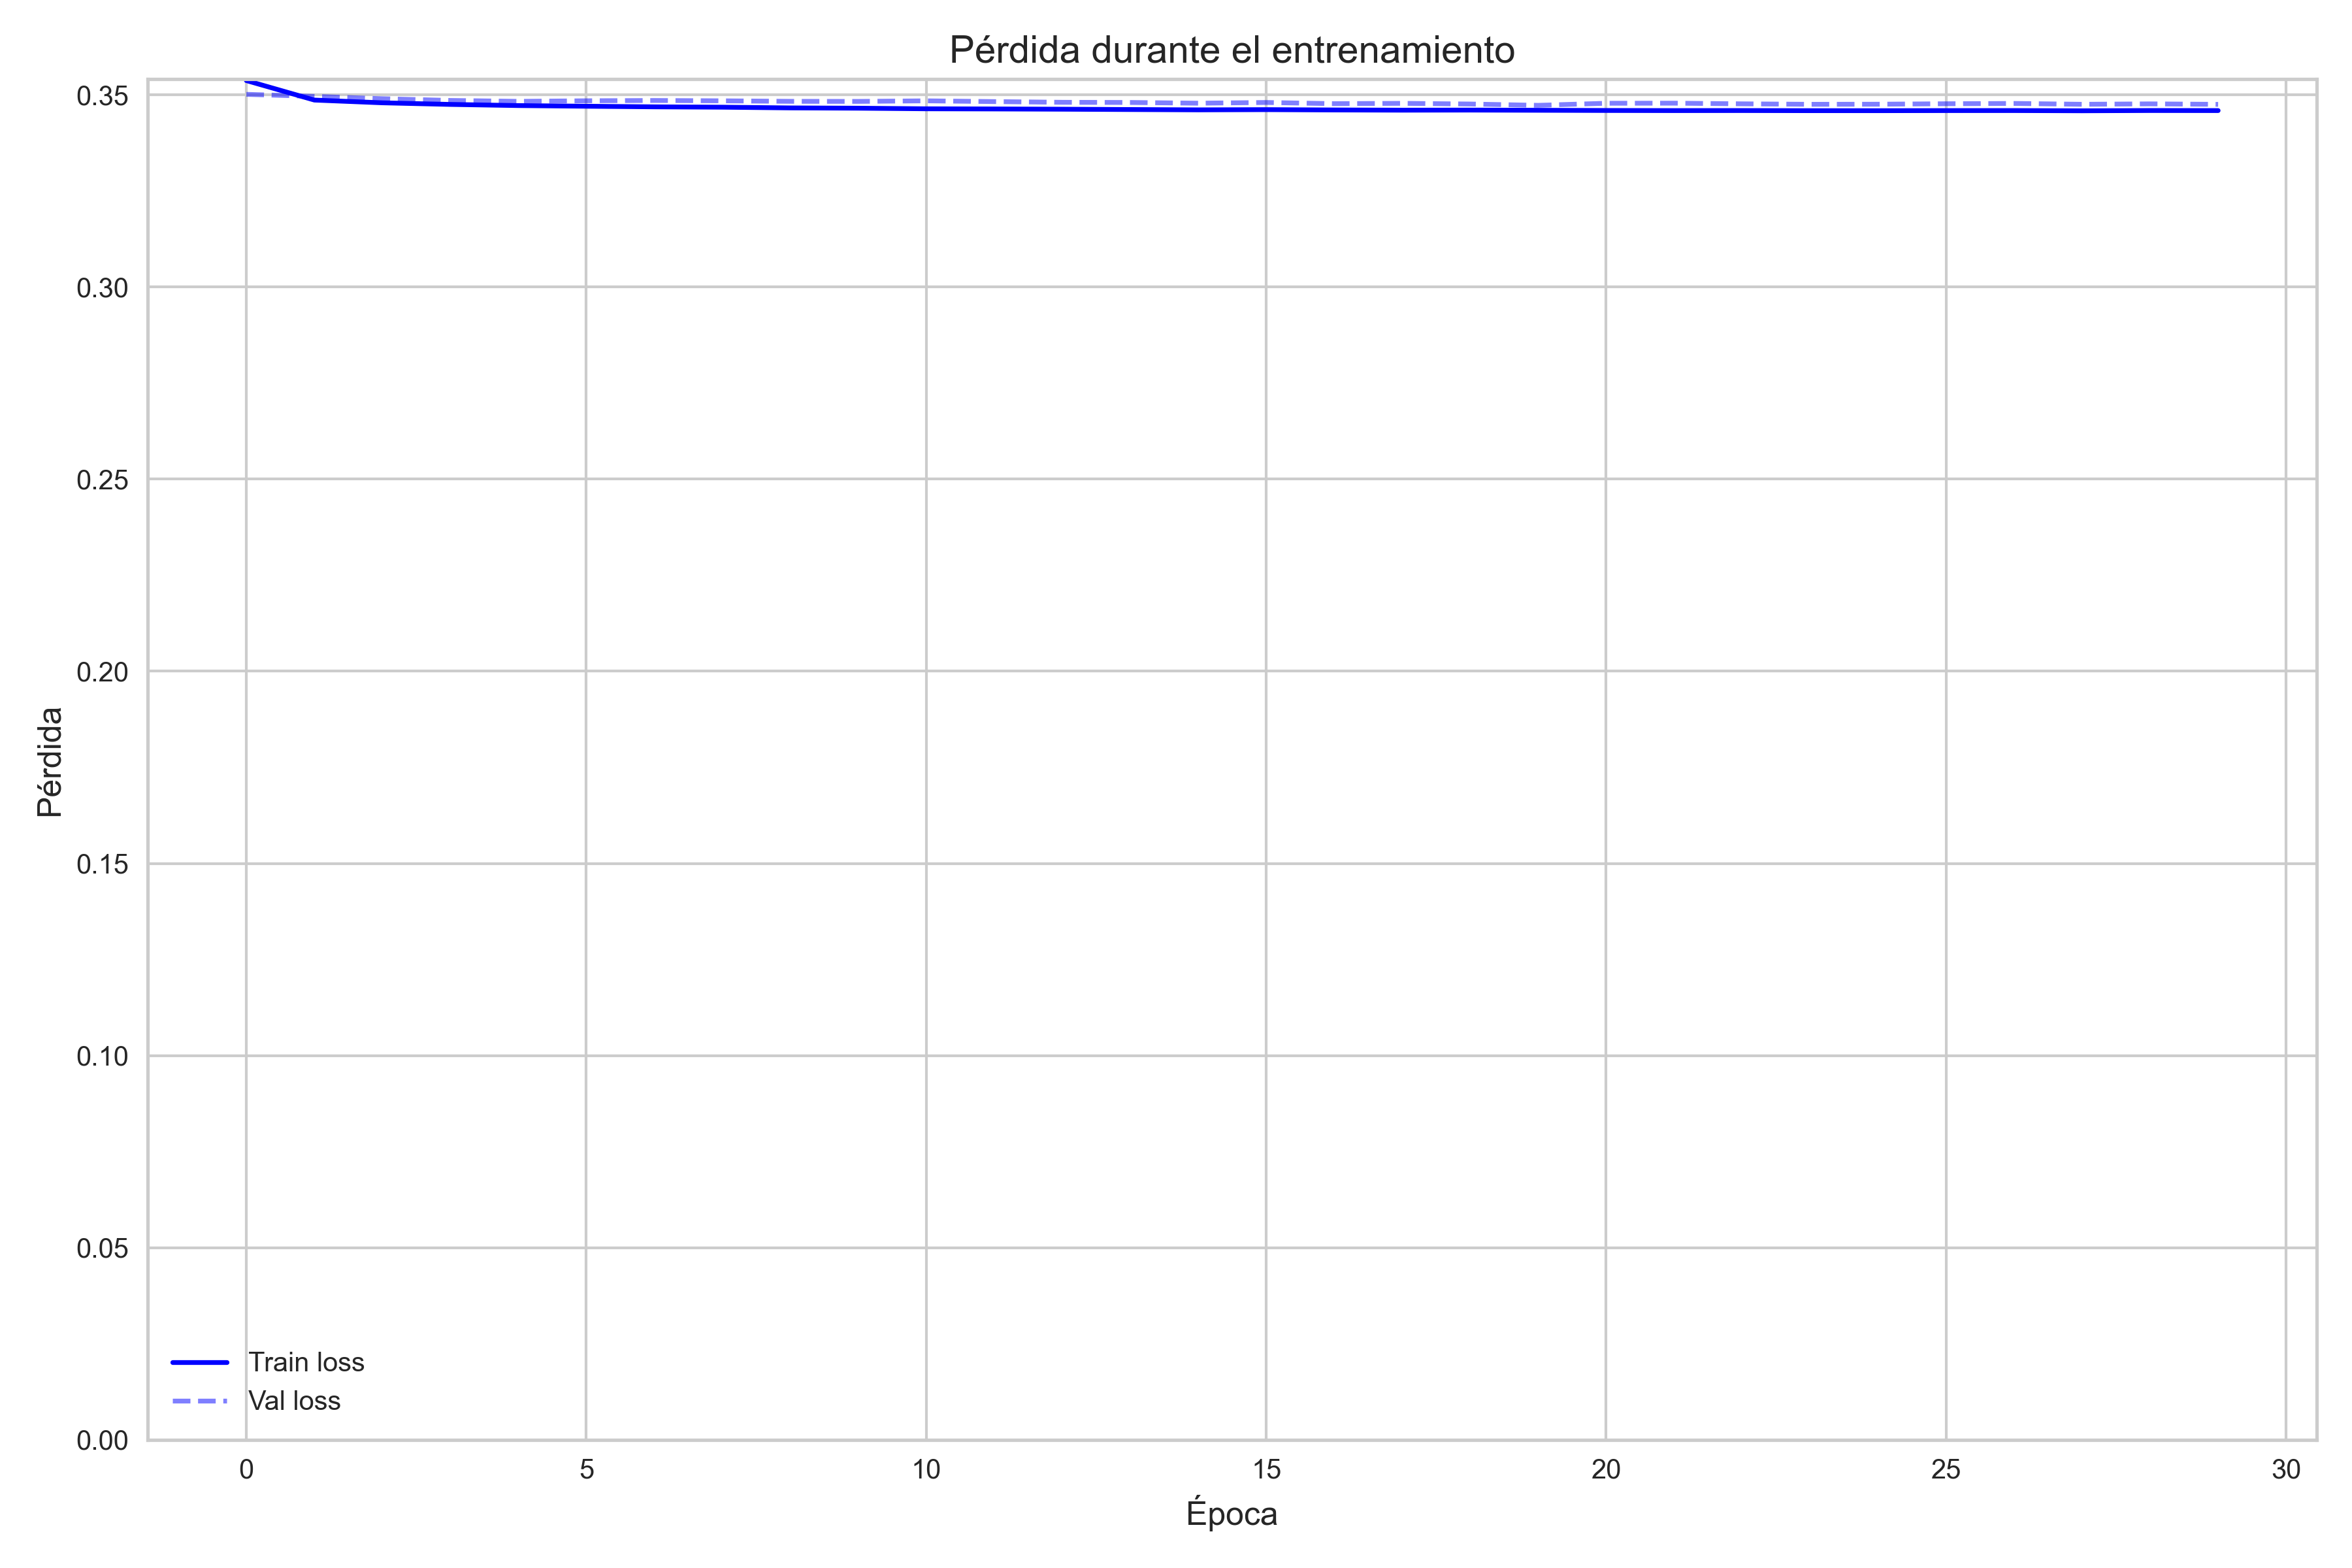 Pérdida durante el entrenamiento
0.35
0.30
0.25
0.20
0.15
0.10
0.05
0.00
Pérdida
Train loss
Val loss
0 5 10 15 20 25 30
Época